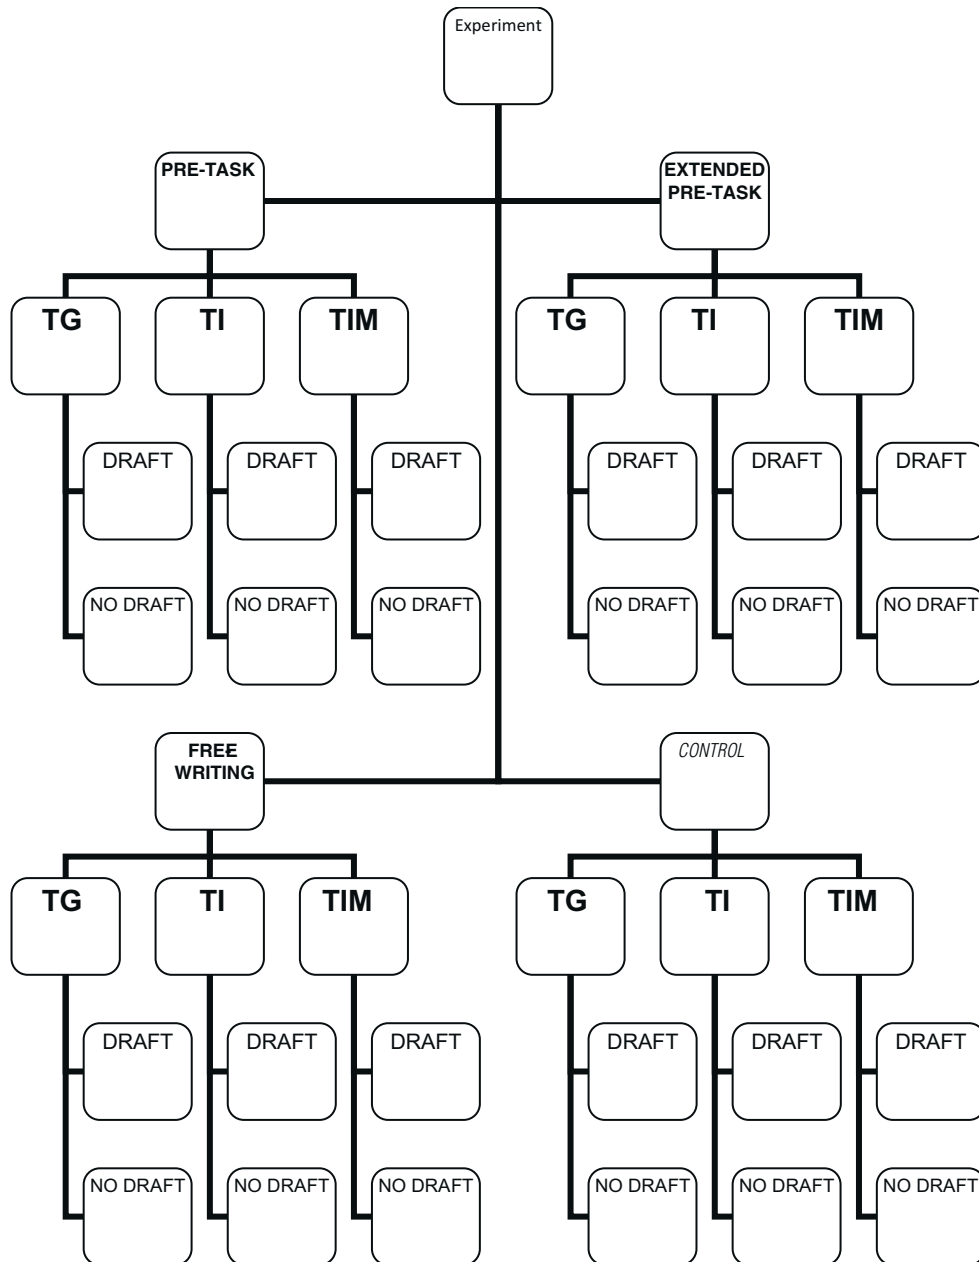 Experiment
PRE-TASK
EXTENDED
PRE-TASK
TG
TI
TIM
TG
TI
TIM
DRAFT
DRAFT
DRAFT
DRAFT
DRAFT
DRAFT
NO DRAFT
NO DRAFT
NO DRAFT
NO DRAFT
NO DRAFT
NO DRAFT
FREE
WRITING
CONTROL
TG
TI
TIM
TG
TI
TIM
DRAFT
DRAFT
DRAFT
DRAFT
DRAFT
DRAFT
NO DRAFT
NO DRAFT
NO DRAFT
NO DRAFT
NO DRAFT
NO DRAFT